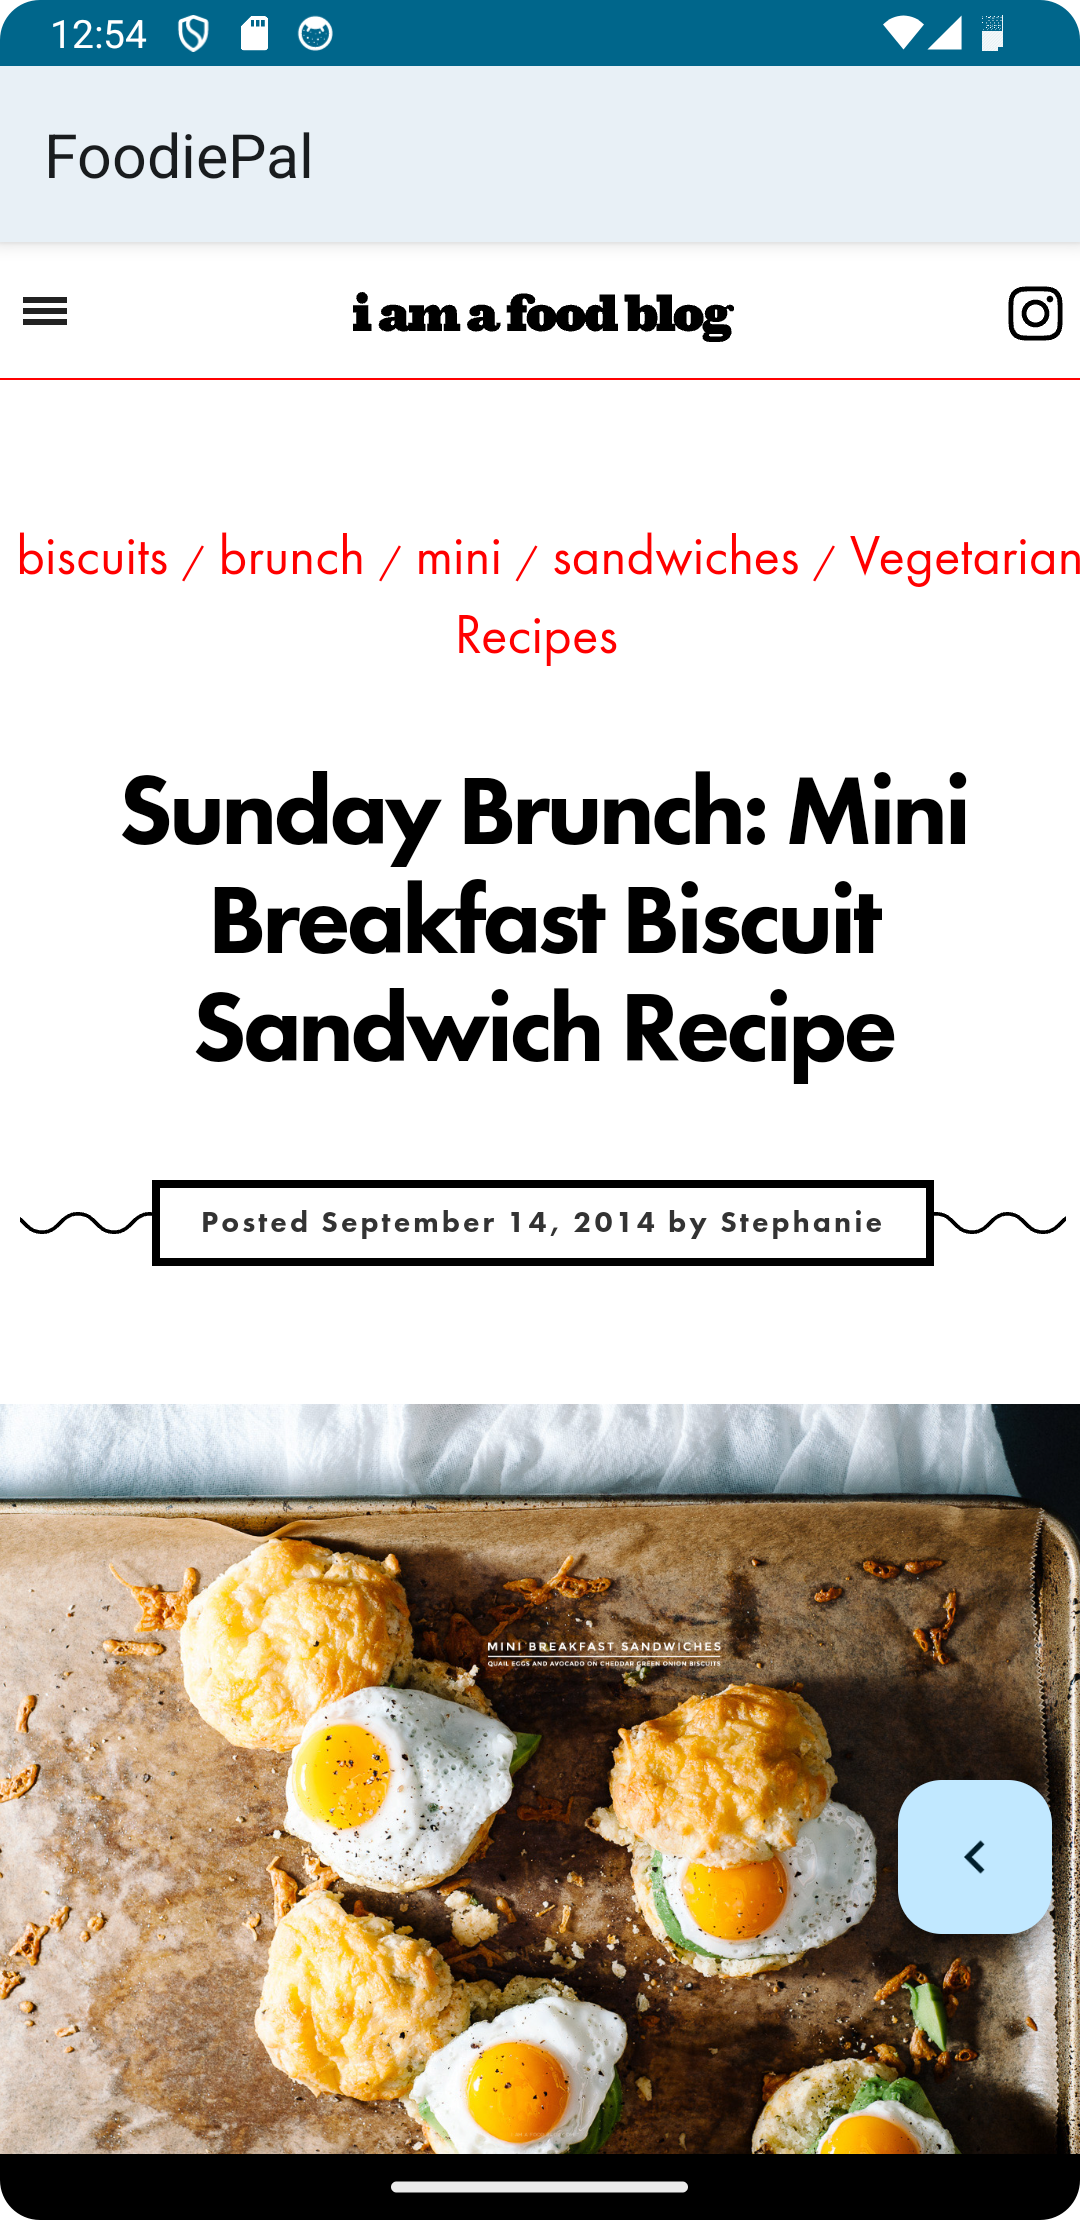 12:54
FoodiePal
i am a food blog
biscuits / brunch / mini / sandwiches / Vegetarian
Recipes
Sunday Brunch: Mini
Breakfast Biscuit
Sandwich Recipe
Posted September 14, 2014 by Stephanie
MINI BREAKFAST SANDWICHES
QUAIL EGGS AND AVOCADO ON CHEDDAR GREEN ONION BISCUITS